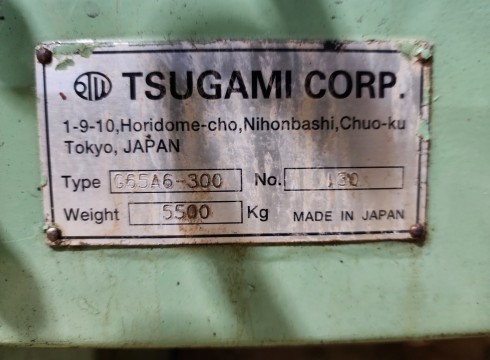 TSUGAMI CORP.
1-9-10,Horidome-cho,Nihonbashi,Chuo-ku
Tokyo, JAPAN
Type G65A6-300 No. 130
Weight 5500 Kg MADE IN JAPAN